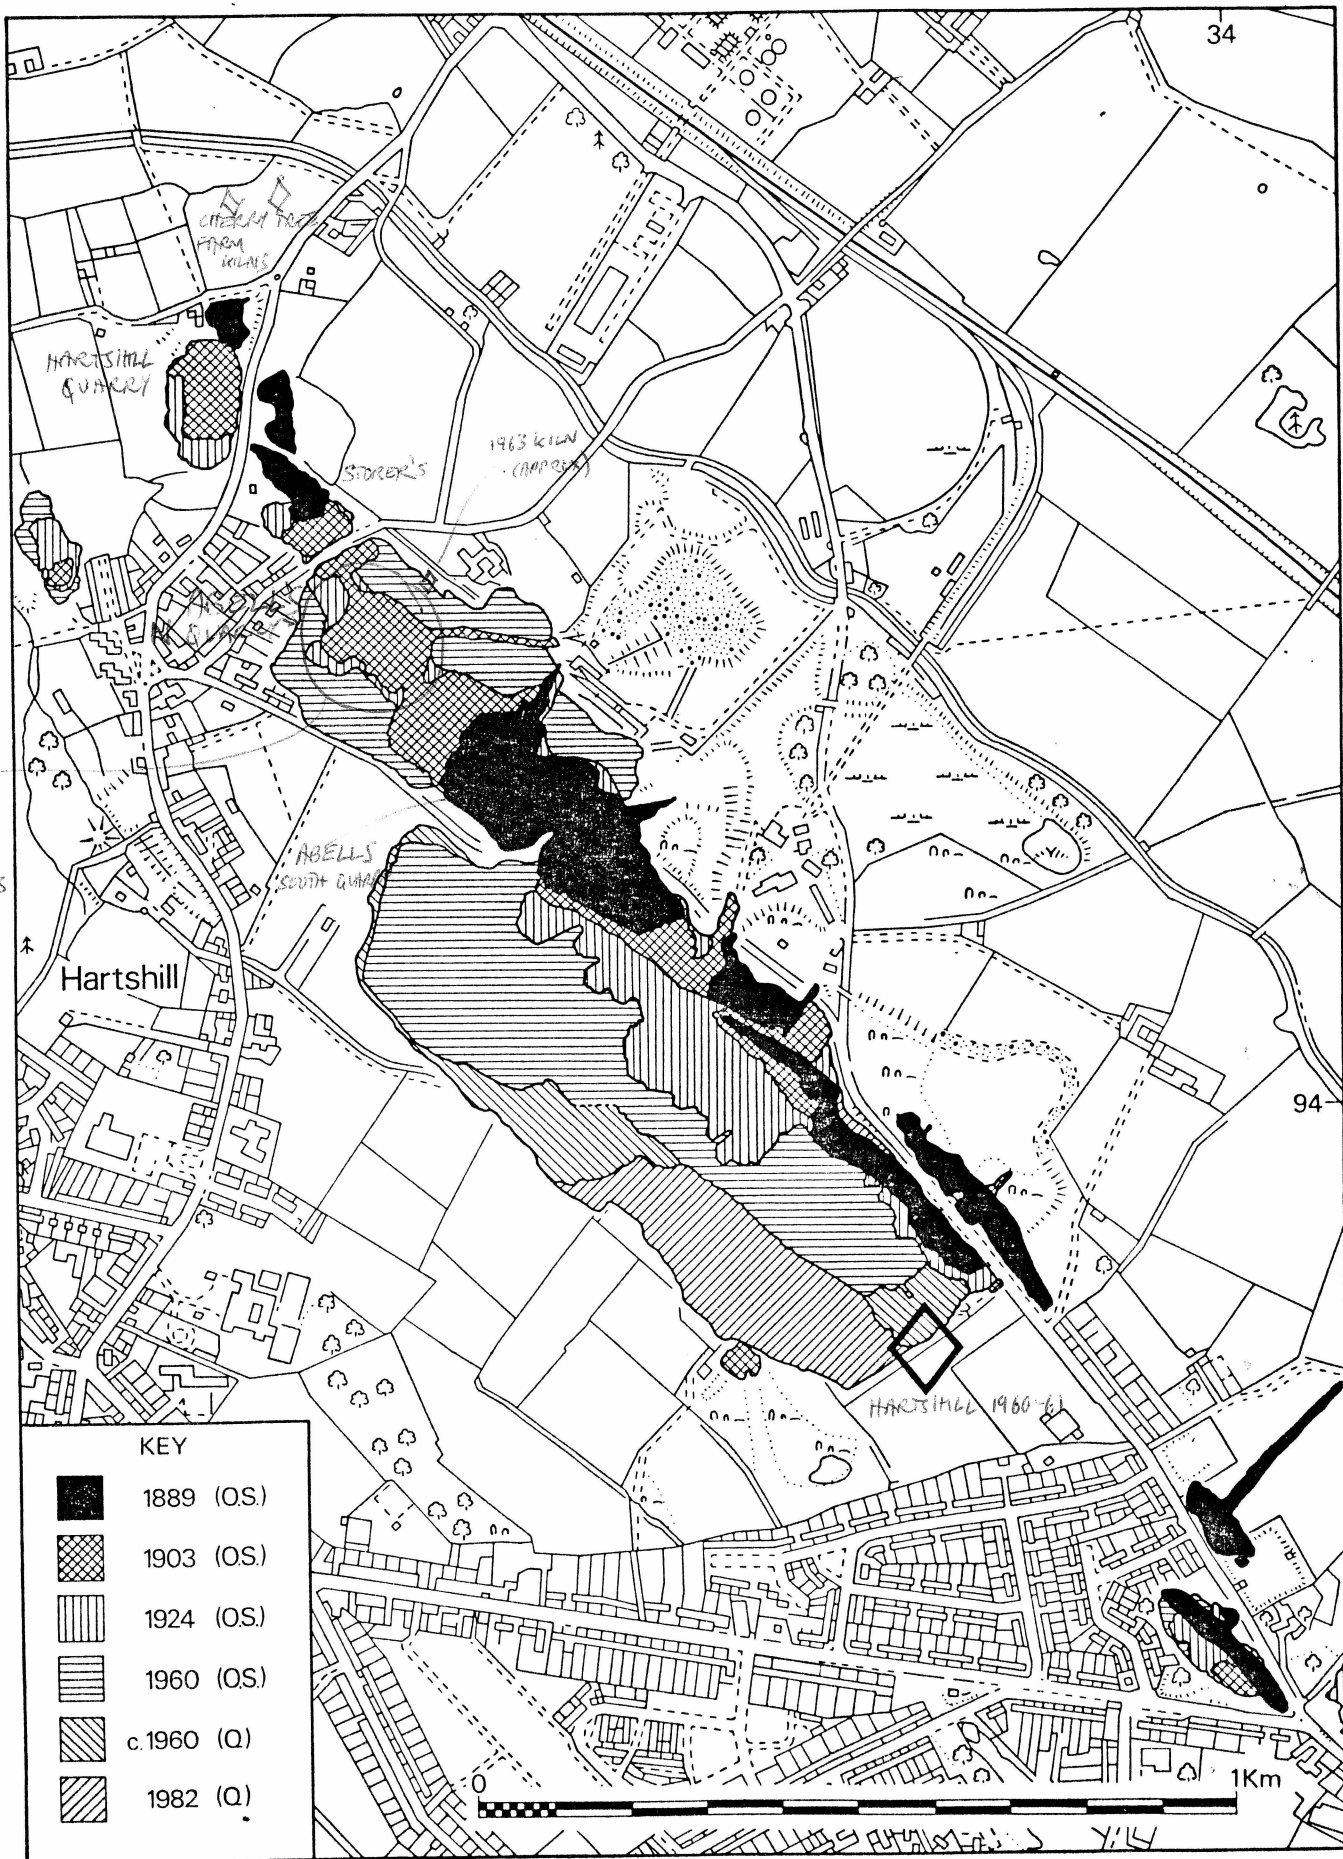 34
CHERRY TREE
FARM
KILNS
HARTSHILL
QUARRY
1963 KILN
(APPROX)
STORER'S
ABELLS
SOUTH QUARRY
Hartshill
94
HARTSHILL 1960-61
KEY
1889 (O.S.)
1903 (O.S.)
1924 (O.S.)
1960 (O.S.)
c. 1960 (Q)
1982 (Q)
0
1Km